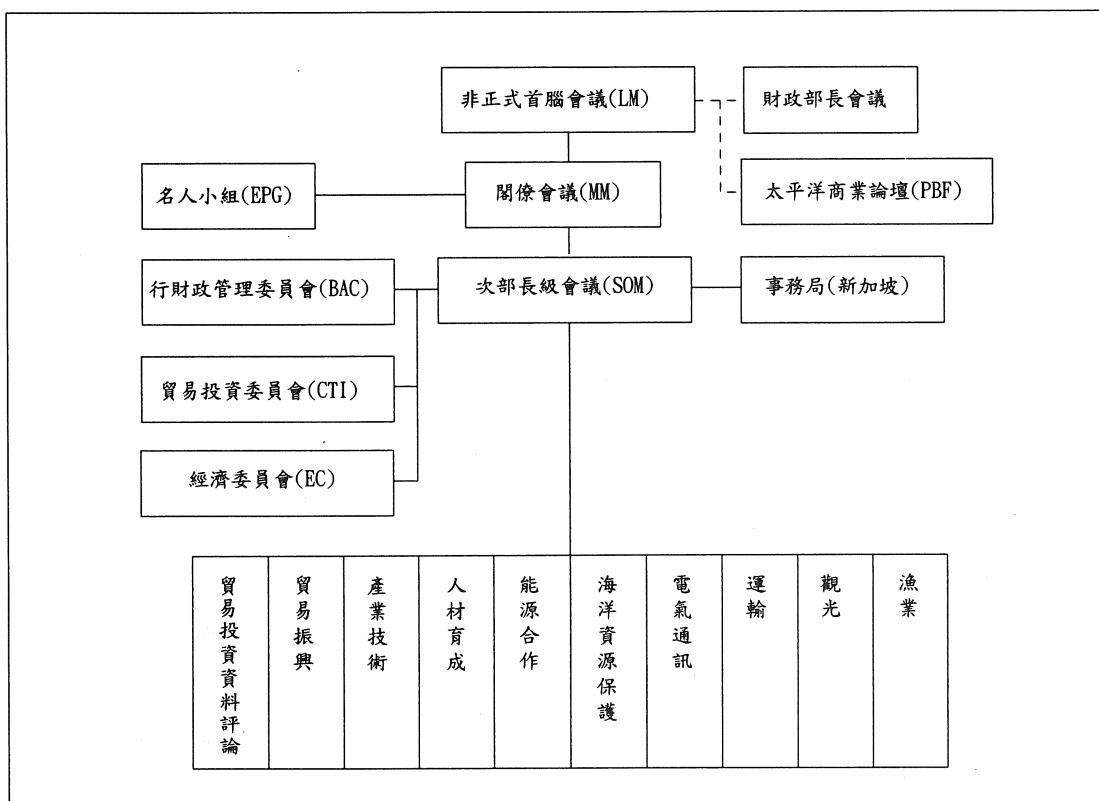 非正式首腦會議(LM)
財政部長會議
名人小組(EPG)
閣僚會議(MM)
太平洋商業論壇(PBF)
行財政管理委員會(BAC)
次部長級會議(SOM)
事務局(新加坡)
貿易投資委員會(CTI)
經濟委員會(EC)
貿易投資資料評論
貿易振興
產業技術
人材育成
能源合作
海洋資源保護
電氣通訊
運輸
觀光
漁業